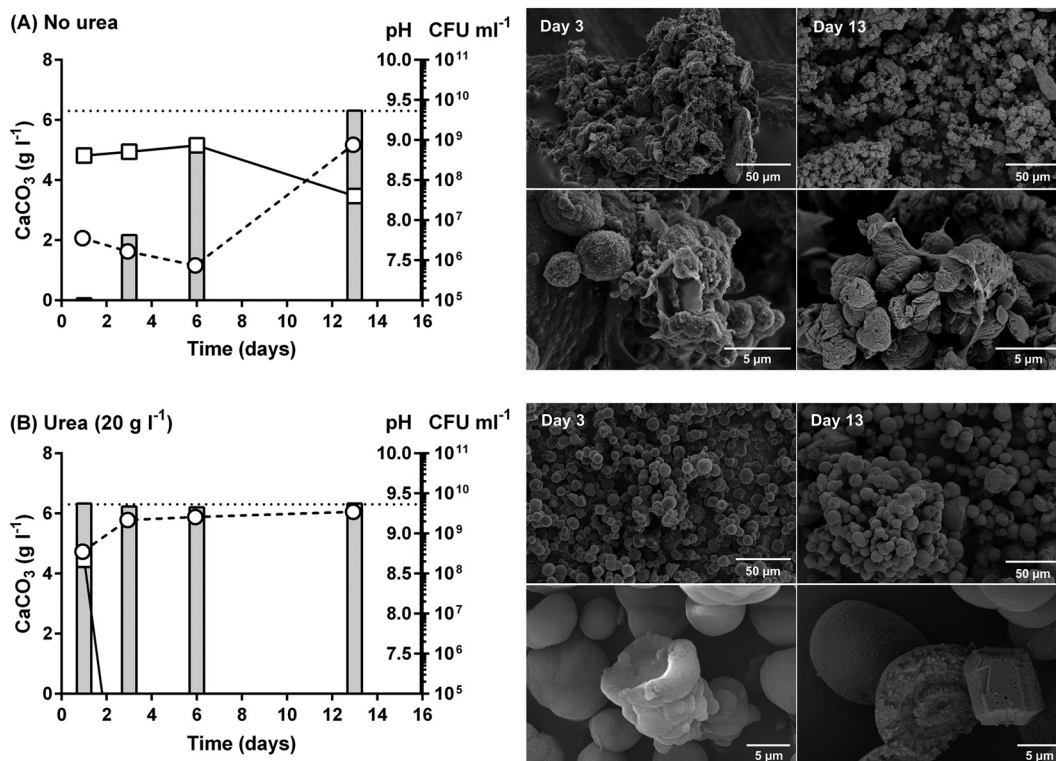 (A) No urea
pH CFU ml⁻¹
CaCO₃ (g l⁻¹)
8
6
4
2
0
10.0
9.5
9.0
8.5
8.0
7.5
10¹¹
10¹⁰
10⁹
10⁸
10⁷
10⁶
10⁵
0 2 4 6 8 10 12 14 16
Time (days)
Day 3
50 µm
Day 13
50 µm
5 µm
5 µm
(B) Urea (20 g l⁻¹)
pH CFU ml⁻¹
CaCO₃ (g l⁻¹)
8
6
4
2
0
10.0
9.5
9.0
8.5
8.0
7.5
10¹¹
10¹⁰
10⁹
10⁸
10⁷
10⁶
10⁵
0 2 4 6 8 10 12 14 16
Time (days)
Day 3
50 µm
Day 13
50 µm
5 µm
5 µm